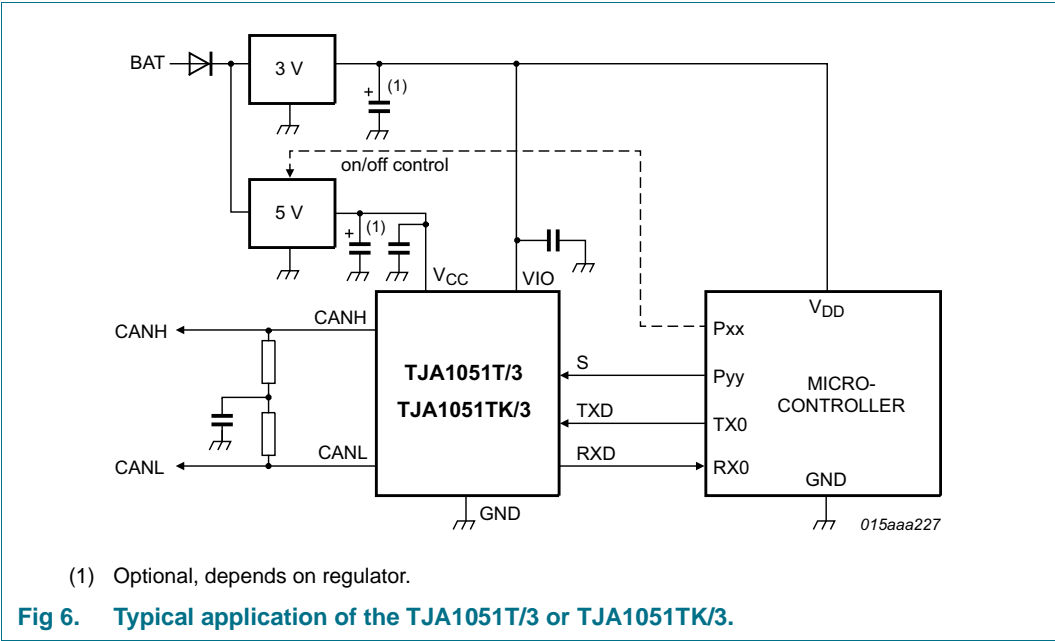 BAT
3 V
+
(1)
on/off control
5 V
+
(1)
VCC
VIO
VDD
CANH
CANH
Pxx
TJA1051T/3
TJA1051TK/3
S
Pyy
MICRO-
CONTROLLER
TXD
TX0
CANL
CANL
RXD
RX0
GND
GND
015aaa227
(1) Optional, depends on regulator.
Fig 6. Typical application of the TJA1051T/3 or TJA1051TK/3.